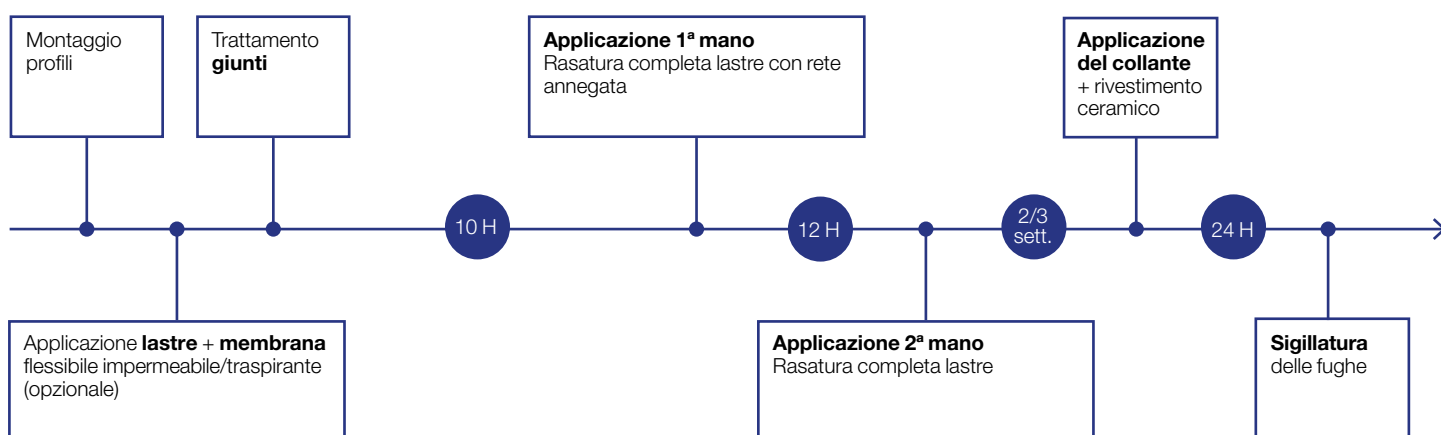 Montaggio
profili
Trattamento
giunti
Applicazione 1ª mano
Rasatura completa lastre con rete
annegata
Applicazione
del collante
+ rivestimento
ceramico
10 H
12 H
2/3
sett.
24 H
Applicazione lastre + membrana
flessibile impermeabile/traspirante
(opzionale)
Applicazione 2ª mano
Rasatura completa lastre
Sigillatura
delle fughe